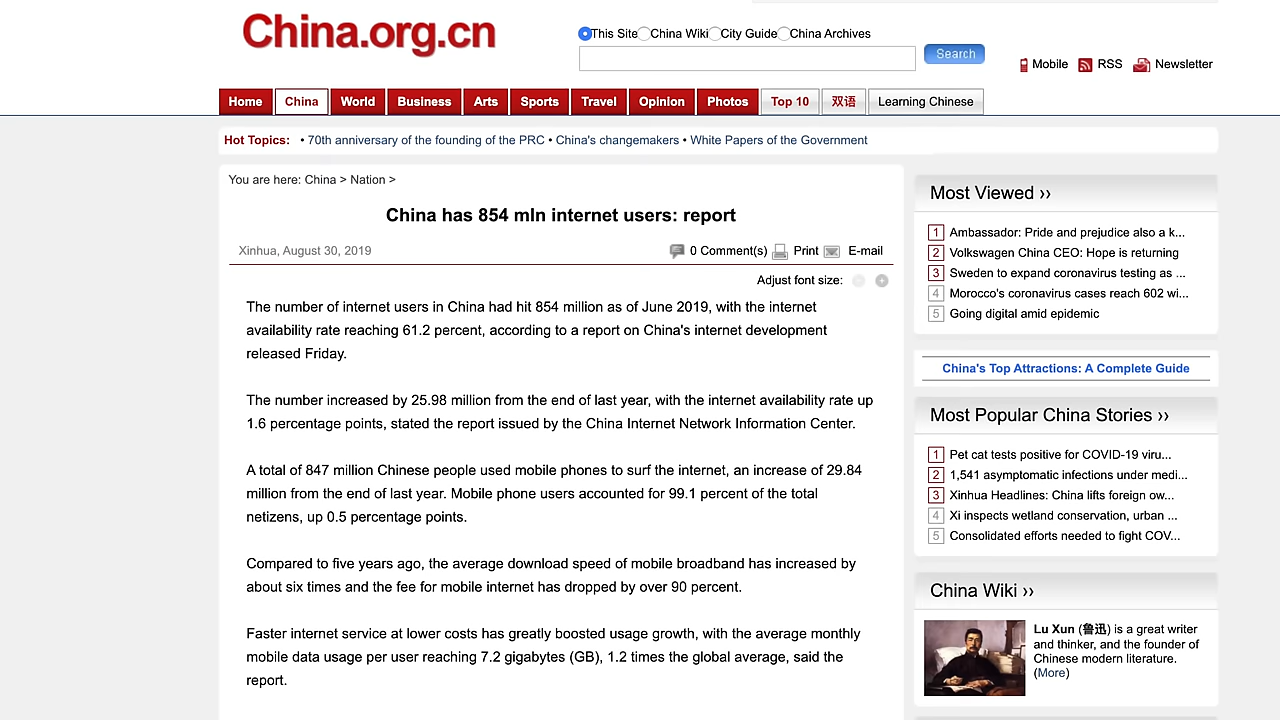 China.org.cn
This Site China Wiki City Guide China Archives
Search
Mobile RSS Newsletter
Home China World Business Arts Sports Travel Opinion Photos Top 10 双语 Learning Chinese
Hot Topics: • 70th anniversary of the founding of the PRC • China's changemakers • White Papers of the Government
You are here: China > Nation >
China has 854 mln internet users: report
Xinhua, August 30, 2019
0 Comment(s) Print E-mail
Adjust font size:
The number of internet users in China had hit 854 million as of June 2019, with the internet
availability rate reaching 61.2 percent, according to a report on China's internet development
released Friday.
The number increased by 25.98 million from the end of last year, with the internet availability rate up
1.6 percentage points, stated the report issued by the China Internet Network Information Center.
A total of 847 million Chinese people used mobile phones to surf the internet, an increase of 29.84
million from the end of last year. Mobile phone users accounted for 99.1 percent of the total
netizens, up 0.5 percentage points.
Compared to five years ago, the average download speed of mobile broadband has increased by
about six times and the fee for mobile internet has dropped by over 90 percent.
Faster internet service at lower costs has greatly boosted usage growth, with the average monthly
mobile data usage per user reaching 7.2 gigabytes (GB), 1.2 times the global average, said the
report.
Most Viewed ››
1 Ambassador: Pride and prejudice also a k...
2 Volkswagen China CEO: Hope is returning
3 Sweden to expand coronavirus testing as ...
4 Morocco's coronavirus cases reach 602 wi...
5 Going digital amid epidemic
China's Top Attractions: A Complete Guide
Most Popular China Stories ››
1 Pet cat tests positive for COVID-19 viru...
2 1,541 asymptomatic infections under medi...
3 Xinhua Headlines: China lifts foreign ow...
4 Xi inspects wetland conservation, urban ...
5 Consolidated efforts needed to fight COV...
China Wiki ››
Lu Xun (鲁迅) is a great writer
and thinker, and the founder of
Chinese modern literature.
(More)